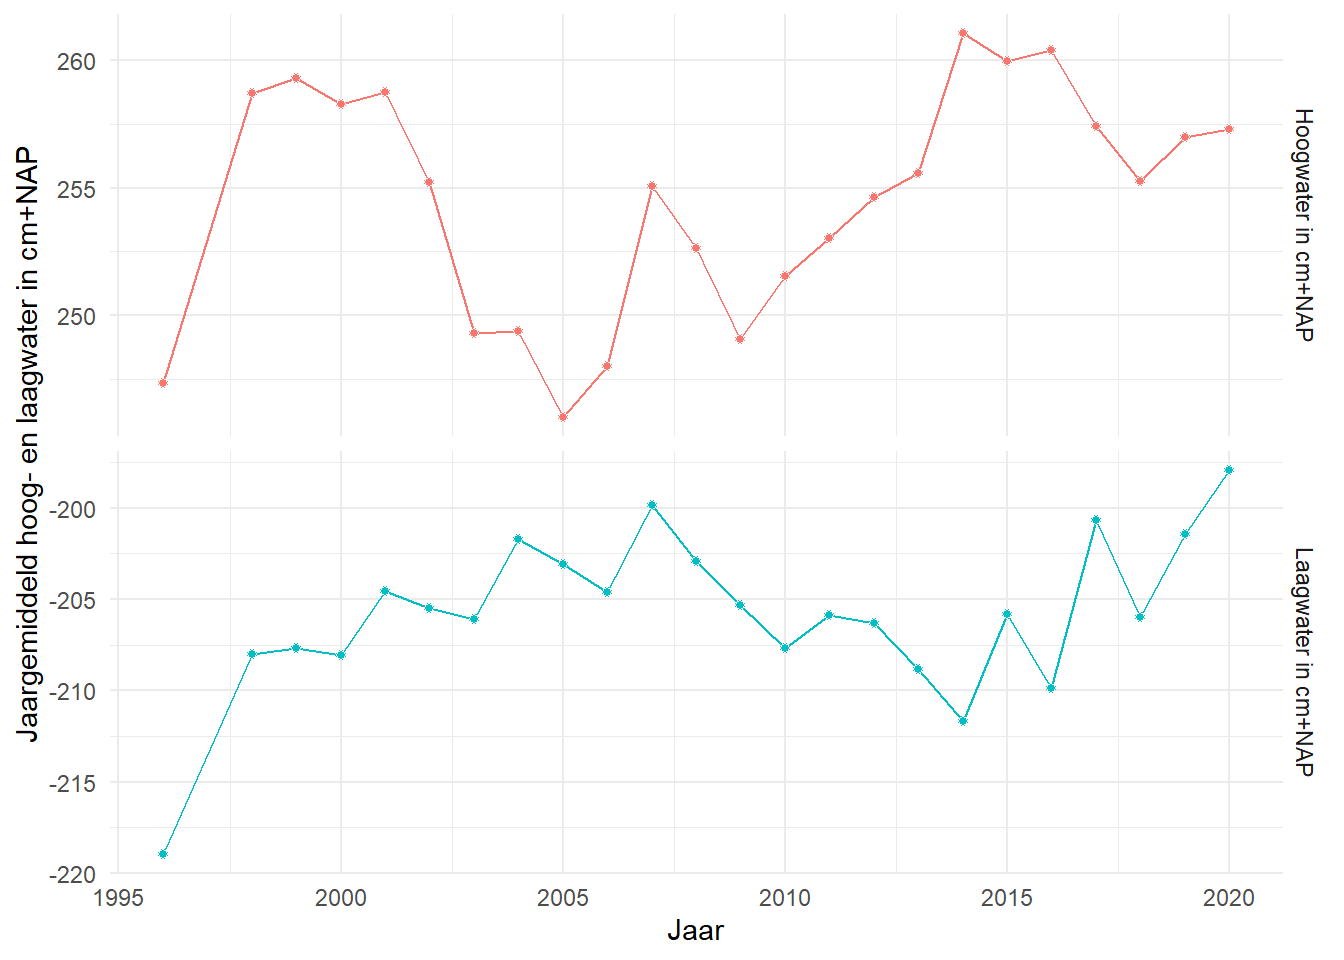 Jaargemiddeld hoog- en laagwater in cm+NAP
260
255
250
Hoogwater in cm+NAP
-200
-205
-210
-215
-220
Laagwater in cm+NAP
1995 2000 2005 2010 2015 2020
Jaar